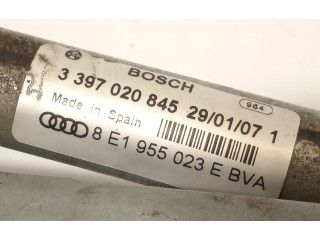 BOSCH
3 397 020 845 29/01/07 1
Made in Spain
964
8 E1 955 023 E BVA